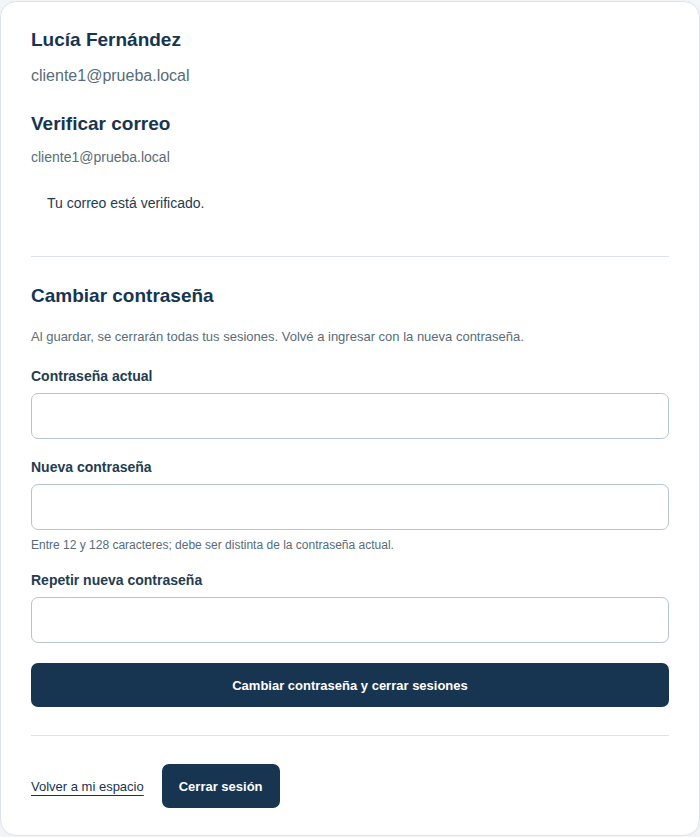 Lucía Fernández
cliente1@prueba.local
Verificar correo
cliente1@prueba.local
Tu correo está verificado.
Cambiar contraseña
Al guardar, se cerrarán todas tus sesiones. Volvé a ingresar con la nueva contraseña.
Contraseña actual
Nueva contraseña
Entre 12 y 128 caracteres; debe ser distinta de la contraseña actual.
Repetir nueva contraseña
Cambiar contraseña y cerrar sesiones
Volver a mi espacio
Cerrar sesión